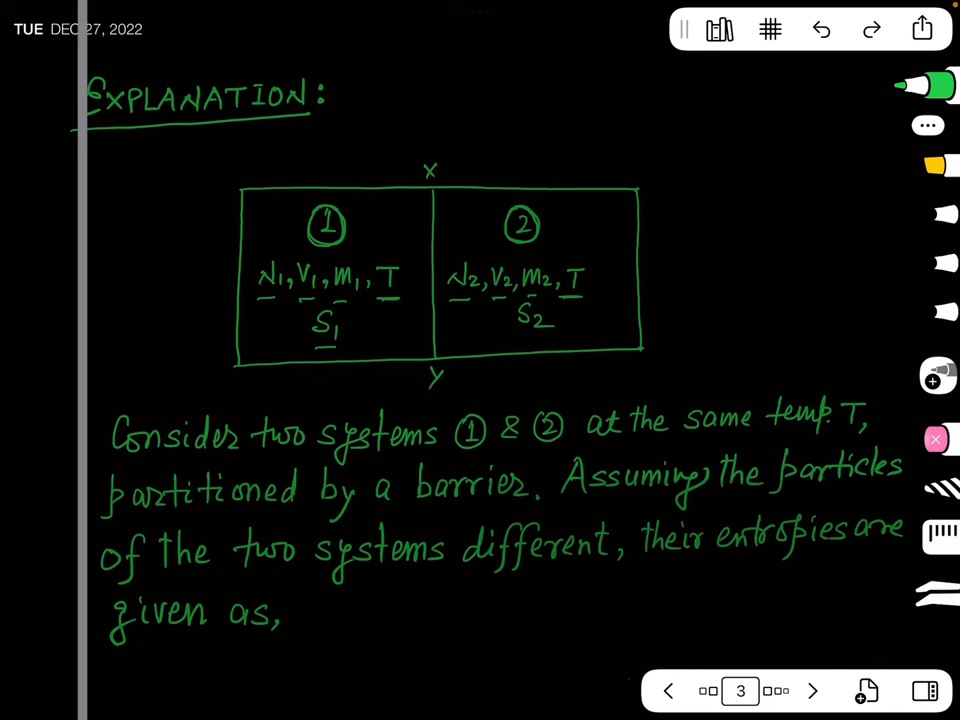 TUE DEC 27, 2022
EXPLANATION:
X
① ②
N1, V1, m1, T N2, V2, m2, T
S1 S2
Y
Consider two systems ① & ② at the same temp. T,
partitioned by a barrier. Assuming the particles
of the two systems different, their entropies are
given as,
3